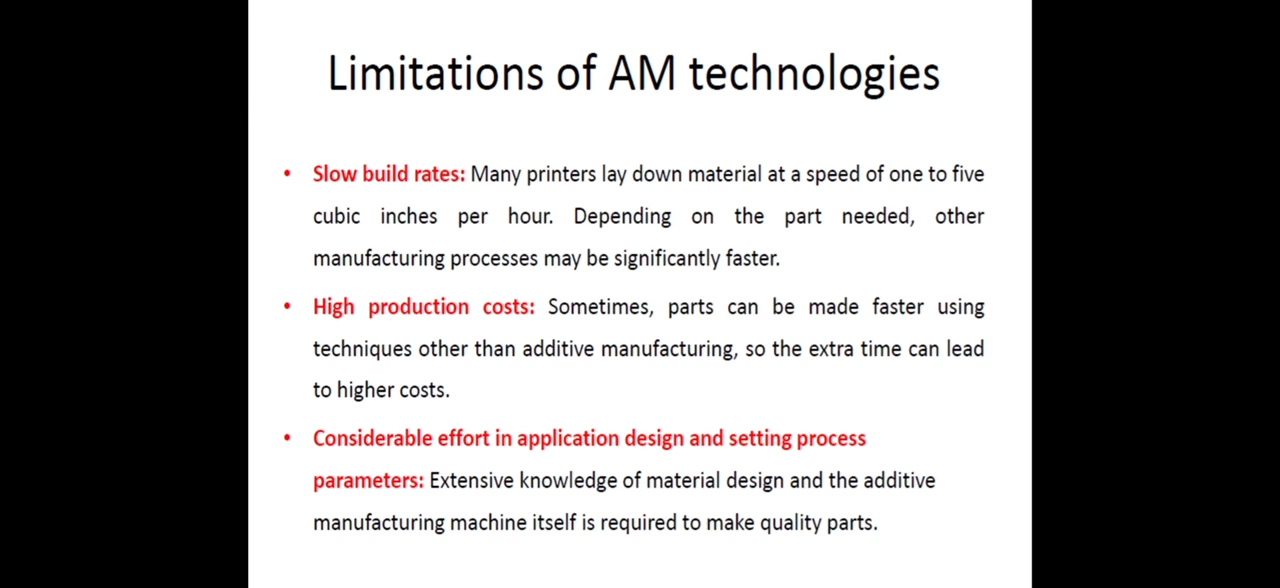 Limitations of AM technologies
• Slow build rates: Many printers lay down material at a speed of one to five
cubic inches per hour. Depending on the part needed, other
manufacturing processes may be significantly faster.
• High production costs: Sometimes, parts can be made faster using
techniques other than additive manufacturing, so the extra time can lead
to higher costs.
• Considerable effort in application design and setting process
parameters: Extensive knowledge of material design and the additive
manufacturing machine itself is required to make quality parts.